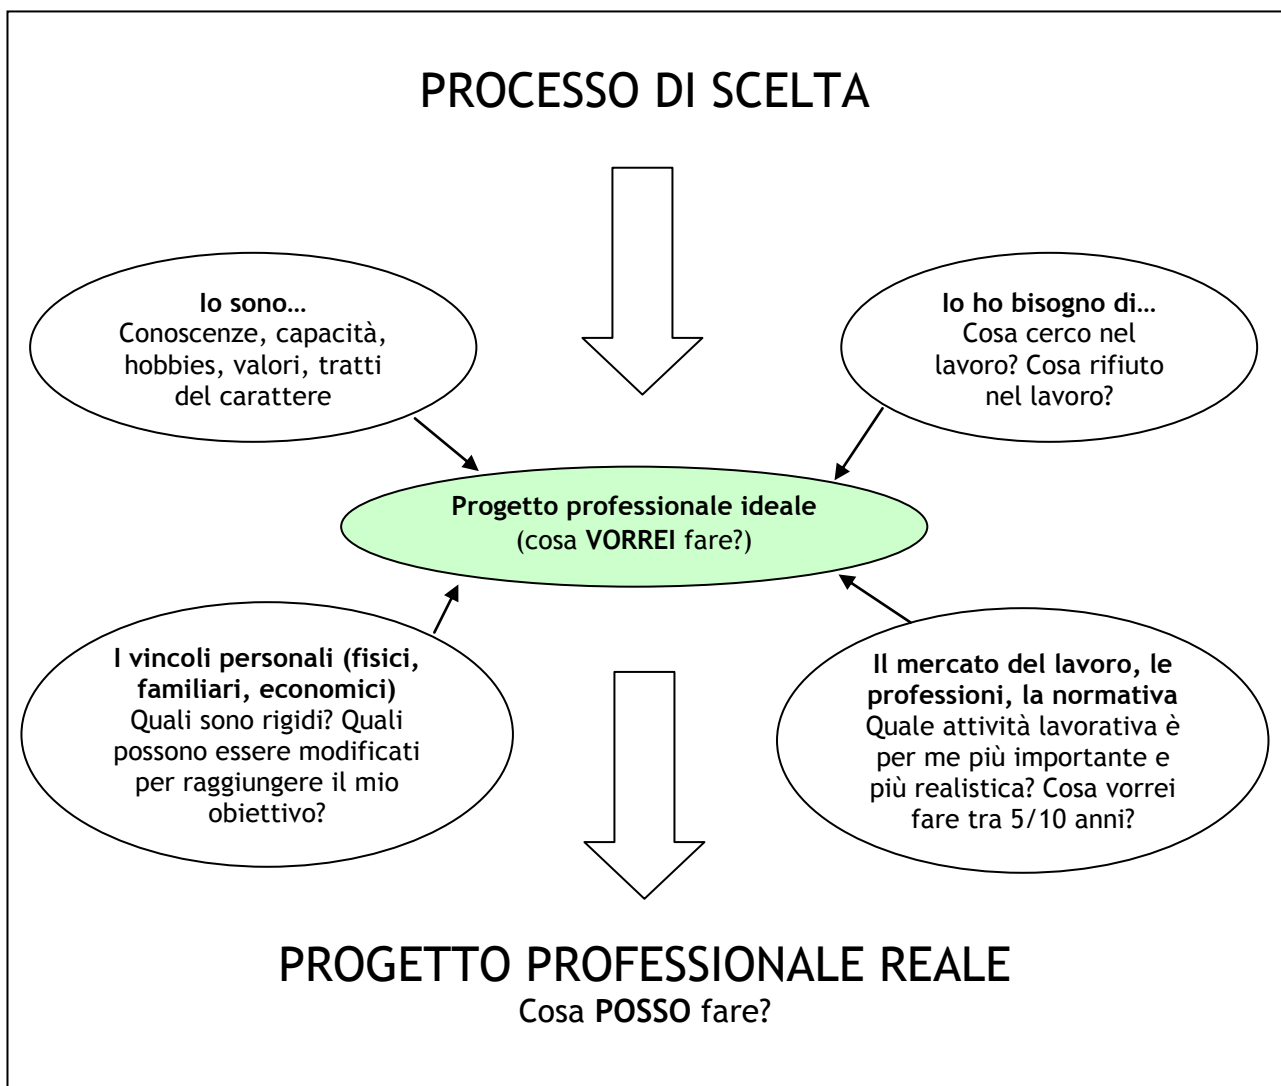 PROCESSO DI SCELTA
Io sono…
Conoscenze, capacità,
hobbies, valori, tratti
del carattere
Io ho bisogno di…
Cosa cerco nel
lavoro? Cosa rifiuto
nel lavoro?
Progetto professionale ideale
(cosa VORREI fare?)
I vincoli personali (fisici,
familiari, economici)
Quali sono rigidi? Quali
possono essere modificati
per raggiungere il mio
obiettivo?
Il mercato del lavoro, le
professioni, la normativa
Quale attività lavorativa è
per me più importante e
più realistica? Cosa vorrei
fare tra 5/10 anni?
PROGETTO PROFESSIONALE REALE
Cosa POSSO fare?